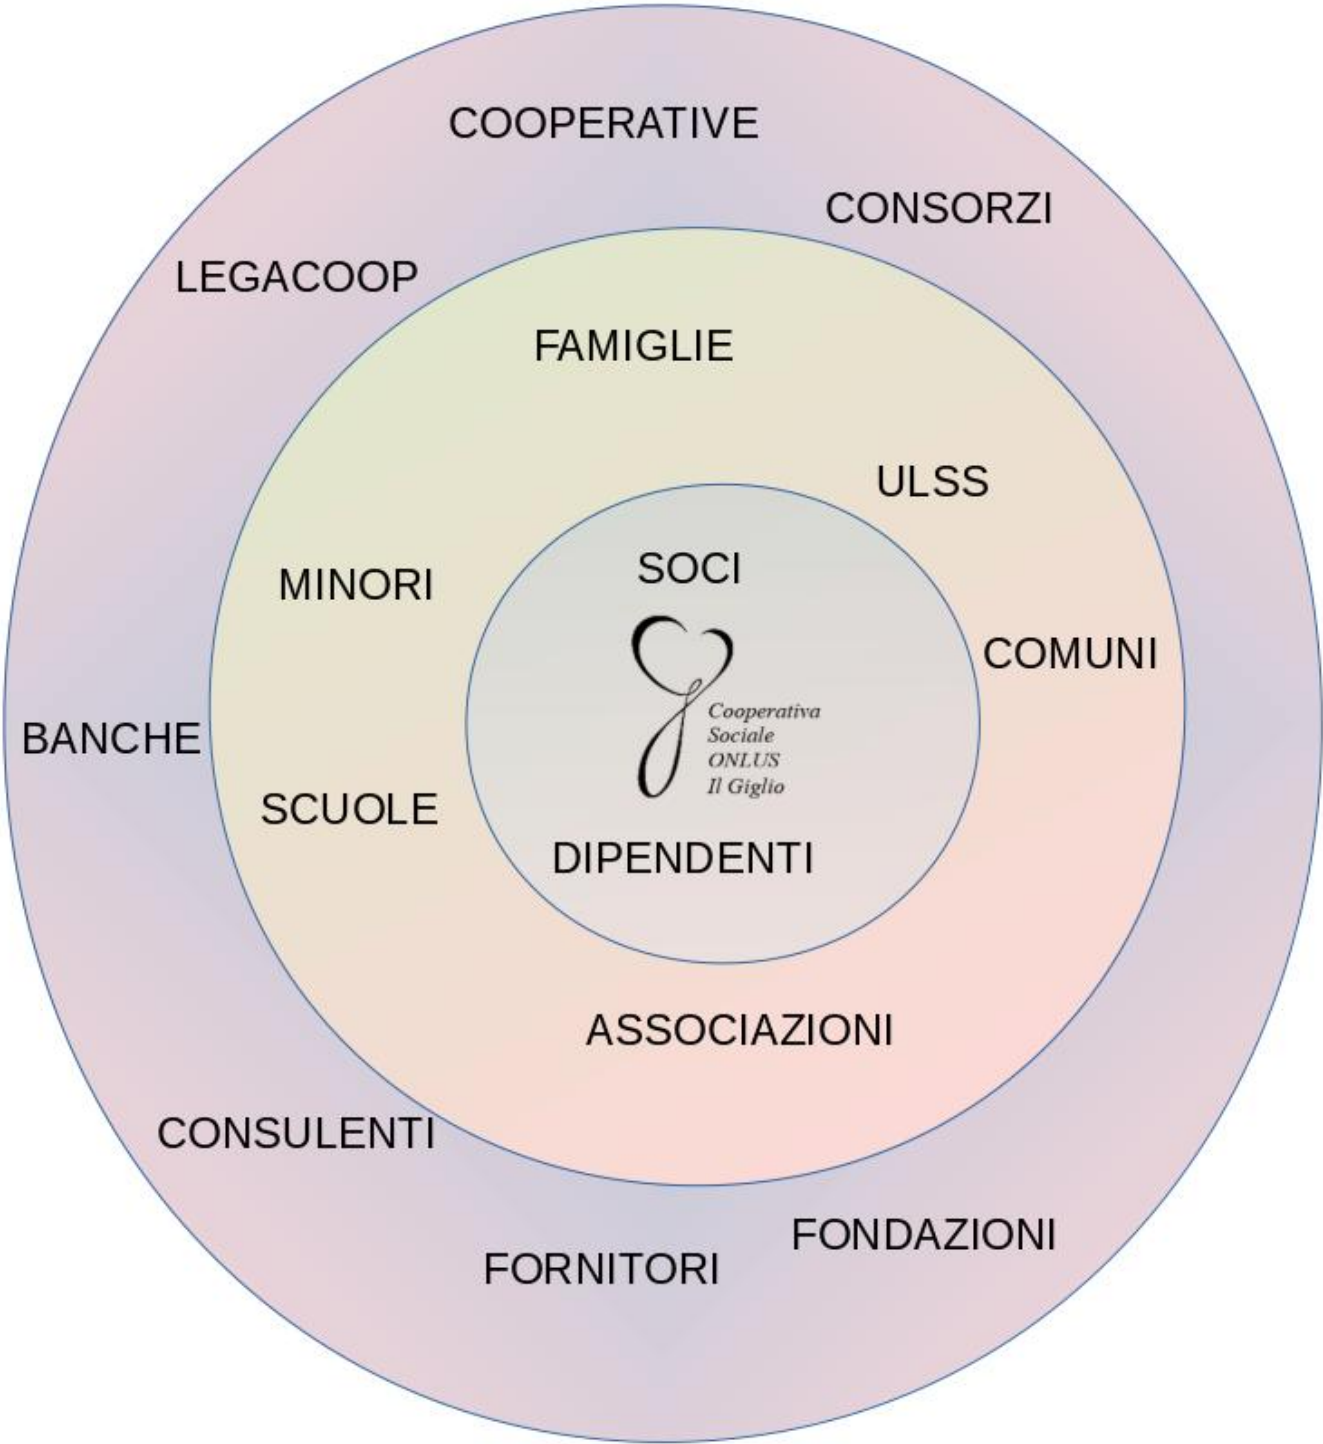 COOPERATIVE
CONSORZI
LEGACOOP
FAMIGLIE
ULSS
SOCI
MINORI
COMUNI
Cooperativa
Sociale
ONLUS
Il Giglio
BANCHE
SCUOLE
DIPENDENTI
ASSOCIAZIONI
CONSULENTI
FONDAZIONI
FORNITORI